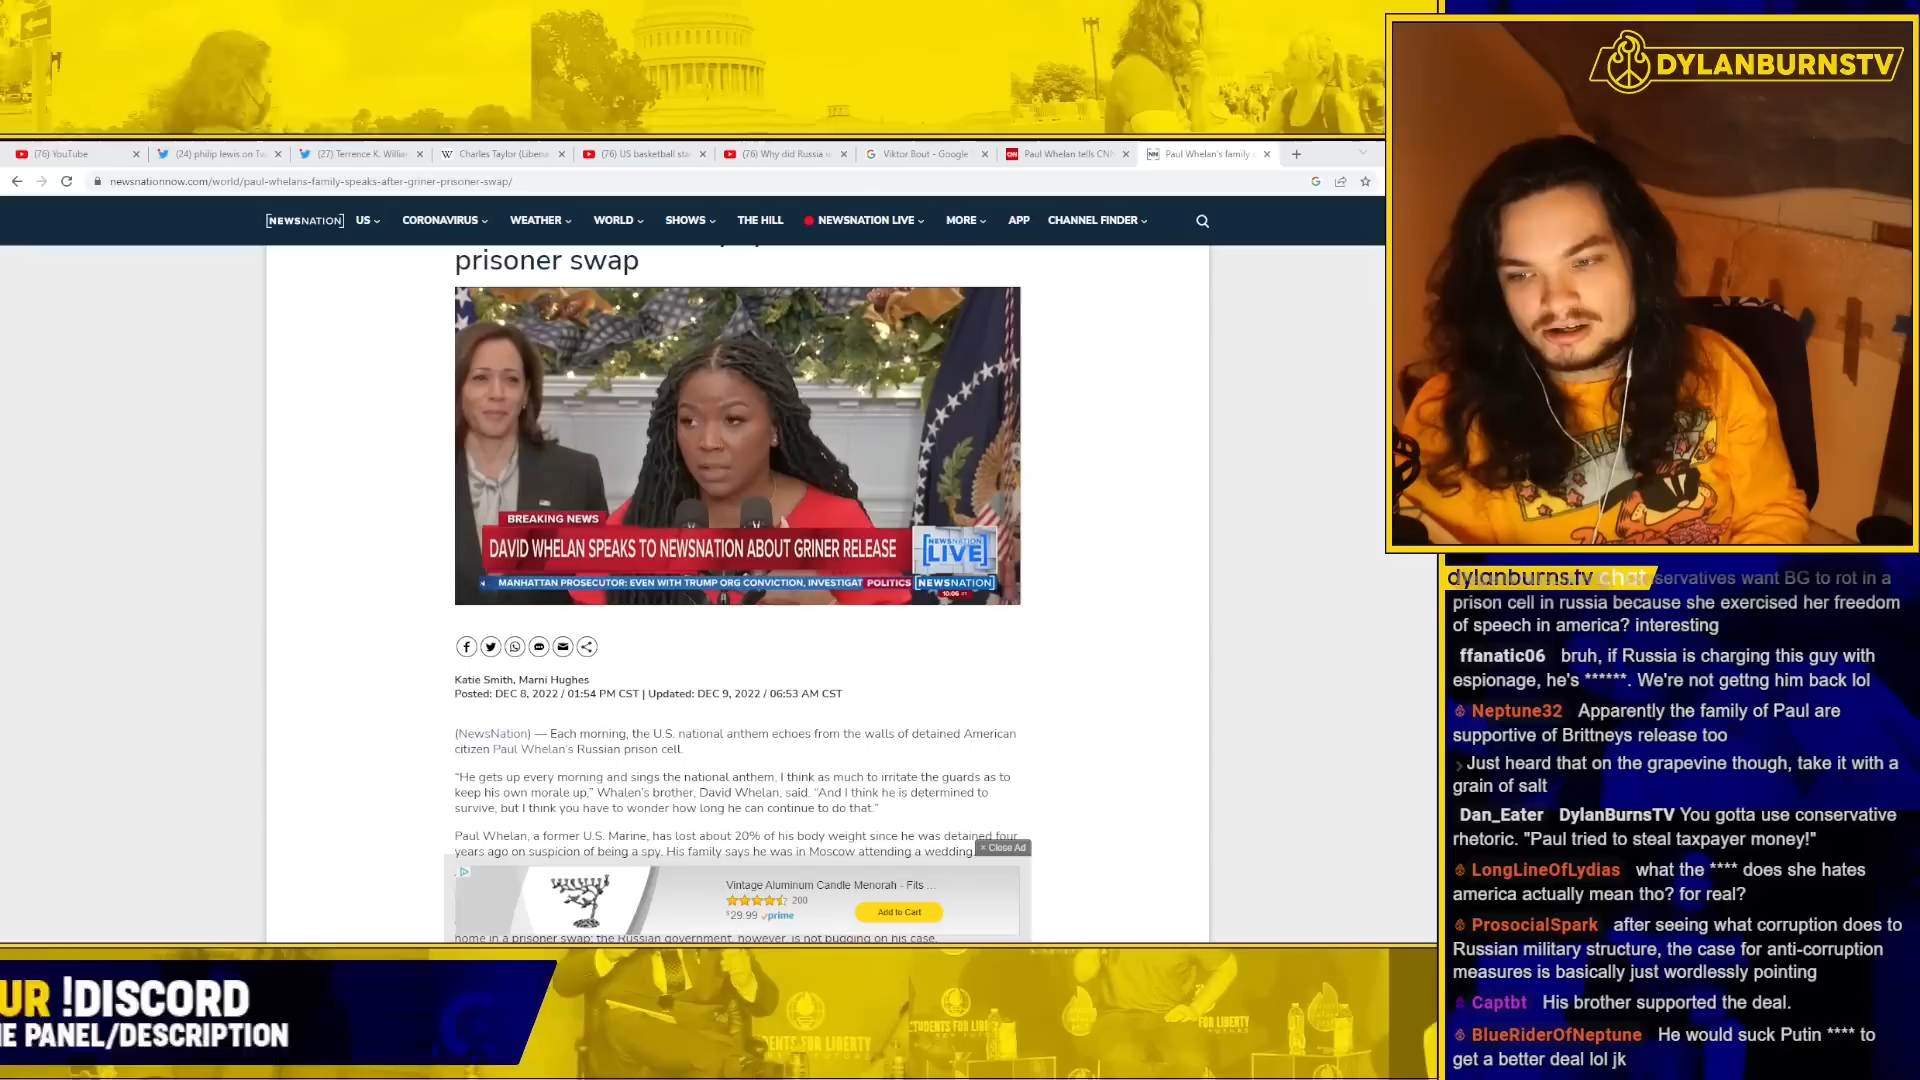 DYLANBURNSTV
(76) YouTube
(24) philip lewis on Tw
(27) Terrence K. Willia
Charles Taylor (Liberia
(76) US basketball sta
(76) Why did Russia
Viktor Bout - Google
Paul Whelan tells CNN
Paul Whelan's family
newsnationnow.com/world/paul-whelans-family-speaks-after-griner-prisoner-swap/
[NEWSNATION] US CORONAVIRUS WEATHER WORLD SHOWS THE HILL NEWSNATION LIVE MORE APP CHANNEL FINDER
prisoner swap
BREAKING NEWS
DAVID WHELAN SPEAKS TO NEWSNATION ABOUT GRINER RELEASE
NEWSNATION
LIVE
MANHATTAN PROSECUTOR: EVEN WITH TRUMP ORG CONVICTION, INVESTIGAT POLITICS [NEWSNATION]
10:06
Katie Smith, Marni Hughes
Posted: DEC 8, 2022 / 01:54 PM CST | Updated: DEC 9, 2022 / 06:53 AM CST
(NewsNation) — Each morning, the U.S. national anthem echoes from the walls of detained American
citizen Paul Whelan's Russian prison cell.
“He gets up every morning and sings the national anthem, I think as much to irritate the guards as to
keep his own morale up,” Whalen's brother, David Whelan, said. “And I think he is determined to
survive, but I think you have to wonder how long he can continue to do that.”
Paul Whelan, a former U.S. Marine, has lost about 20% of his body weight since he was detained four
years ago on suspicion of being a spy. His family says he was in Moscow attending a wedding.
× Close Ad
Vintage Aluminum Candle Menorah - Fits ...
200
$29.99 prime
Add to Cart
home in a prisoner swap; the Russian government, however, is not budging on his case.
dylanburns.tv chat
servatives want BG to rot in a
prison cell in russia because she exercised her freedom
of speech in america? interesting
ffanatic06 bruh, if Russia is charging this guy with
espionage, he's ******. We're not gettng him back lol
Neptune32 Apparently the family of Paul are
supportive of Brittneys release too
Just heard that on the grapevine though, take it with a
grain of salt
Dan_Eater DylanBurnsTV You gotta use conservative
rhetoric. "Paul tried to steal taxpayer money!"
LongLineOfLydias what the **** does she hates
america actually mean tho? for real?
ProsocialSpark after seeing what corruption does to
Russian military structure, the case for anti-corruption
measures is basically just wordlessly pointing
Captbt His brother supported the deal.
BlueRiderOfNeptune He would suck Putin **** to
get a better deal lol jk
UR !DISCORD
E PANEL/DESCRIPTION
STUDENTS FOR LIBERTY
FOR LIBERTY